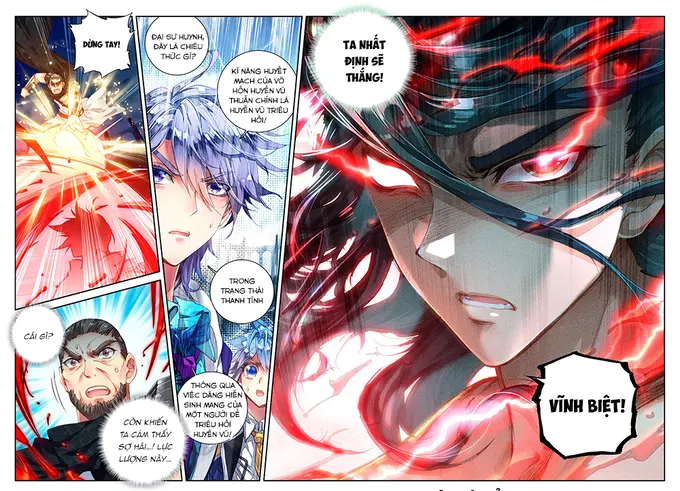 DỪNG TAY!
ĐẠI SƯ HUYNH,
ĐÂY LÀ CHIÊU
THỨC GÌ?
KĨ NĂNG HUYẾT
MẠCH CỦA VÕ
HỒN HUYỀN VŨ
THUẦN CHÍNH LÀ
HUYỀN VŨ TRIỆU
HỒI!
TA NHẤT
ĐỊNH SẼ
THẮNG!
CÁI GÌ?
CÒN KHIẾN
TA CẢM THẤY
SỢ HÃI...! LỰC
LƯỢNG NÀY...
TRONG
TRẠNG THÁI
THANH TỈNH
THÔNG QUA
VIỆC DÂNG HIẾN
SINH MẠNG CỦA
MỘT NGƯỜI ĐỂ
TRIỆU HỒI
HUYỀN VŨ!
VĨNH BIỆT!